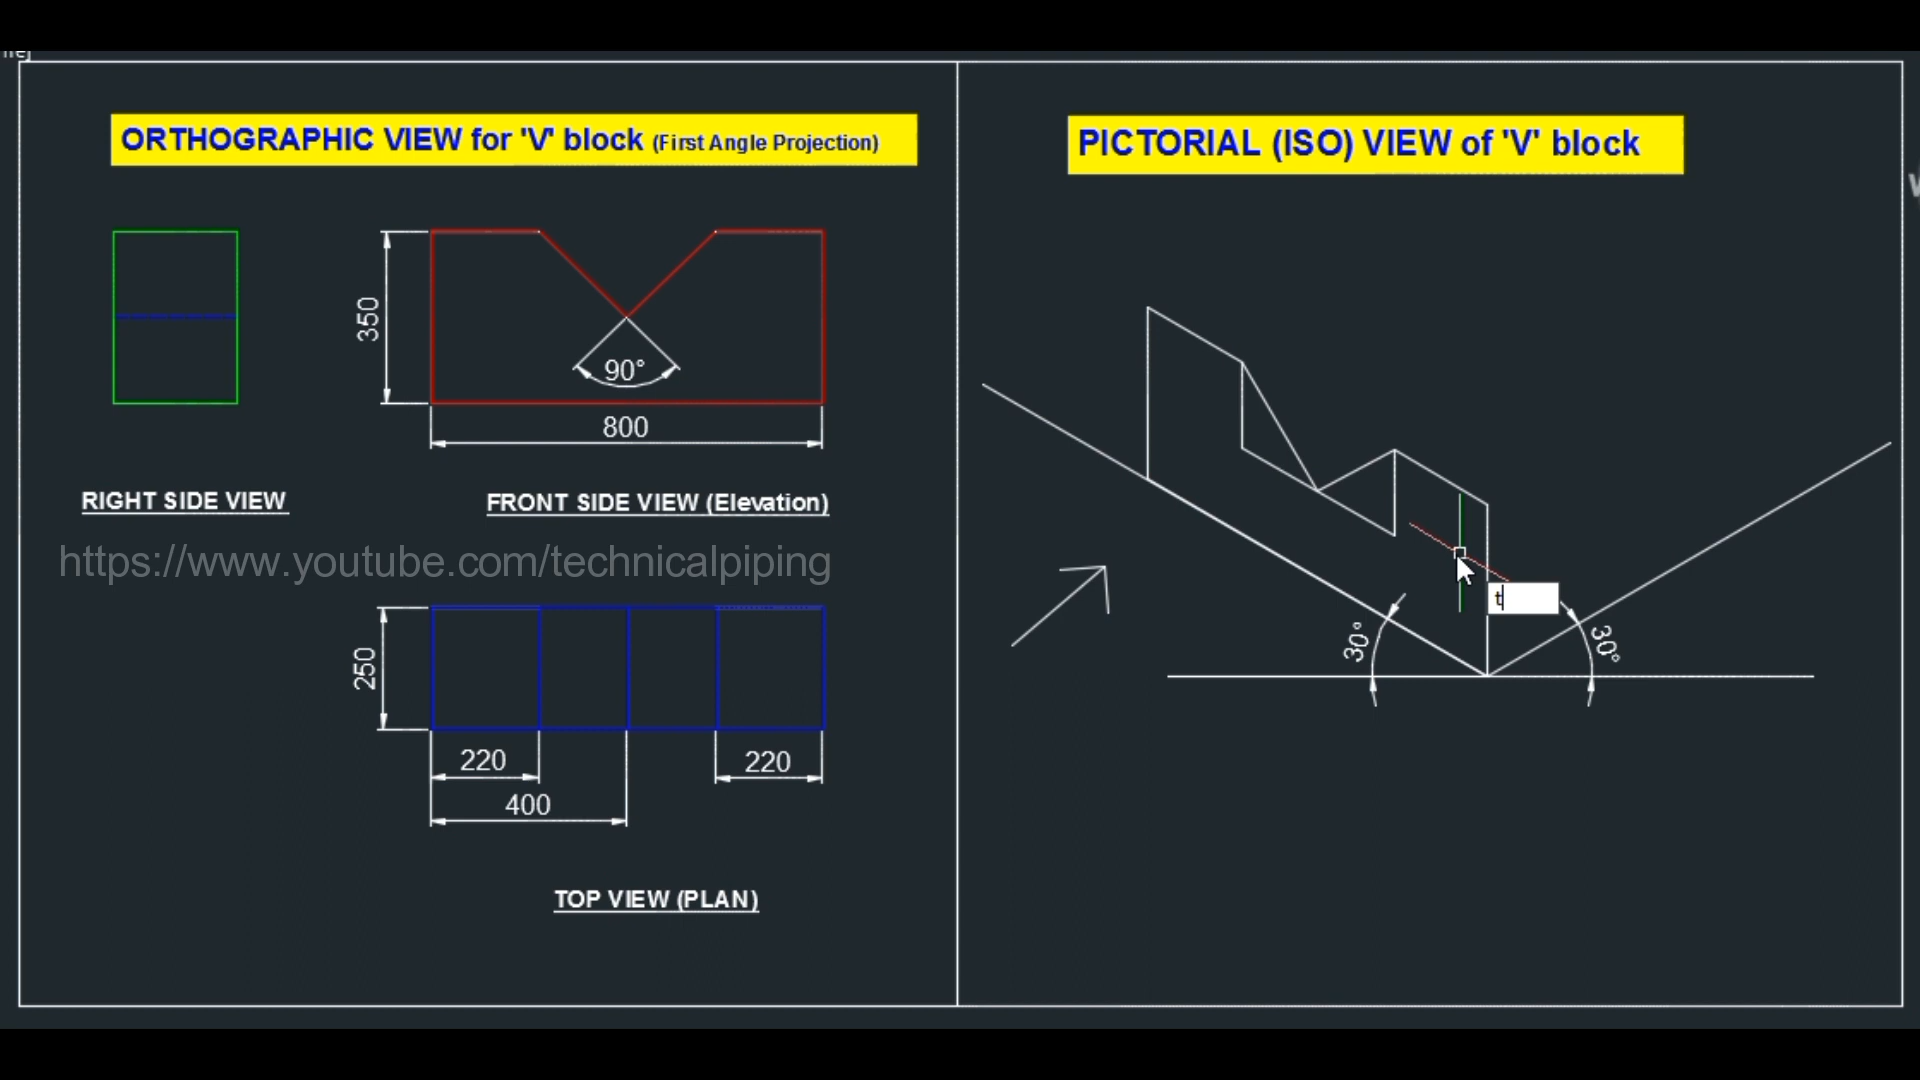 ORTHOGRAPHIC VIEW for 'V' block (First Angle Projection)
350
90°
800
RIGHT SIDE VIEW
FRONT SIDE VIEW (Elevation)
https://www.youtube.com/technicalpiping
250
220
220
400
TOP VIEW (PLAN)
PICTORIAL (ISO) VIEW of 'V' block
t
30°
30°